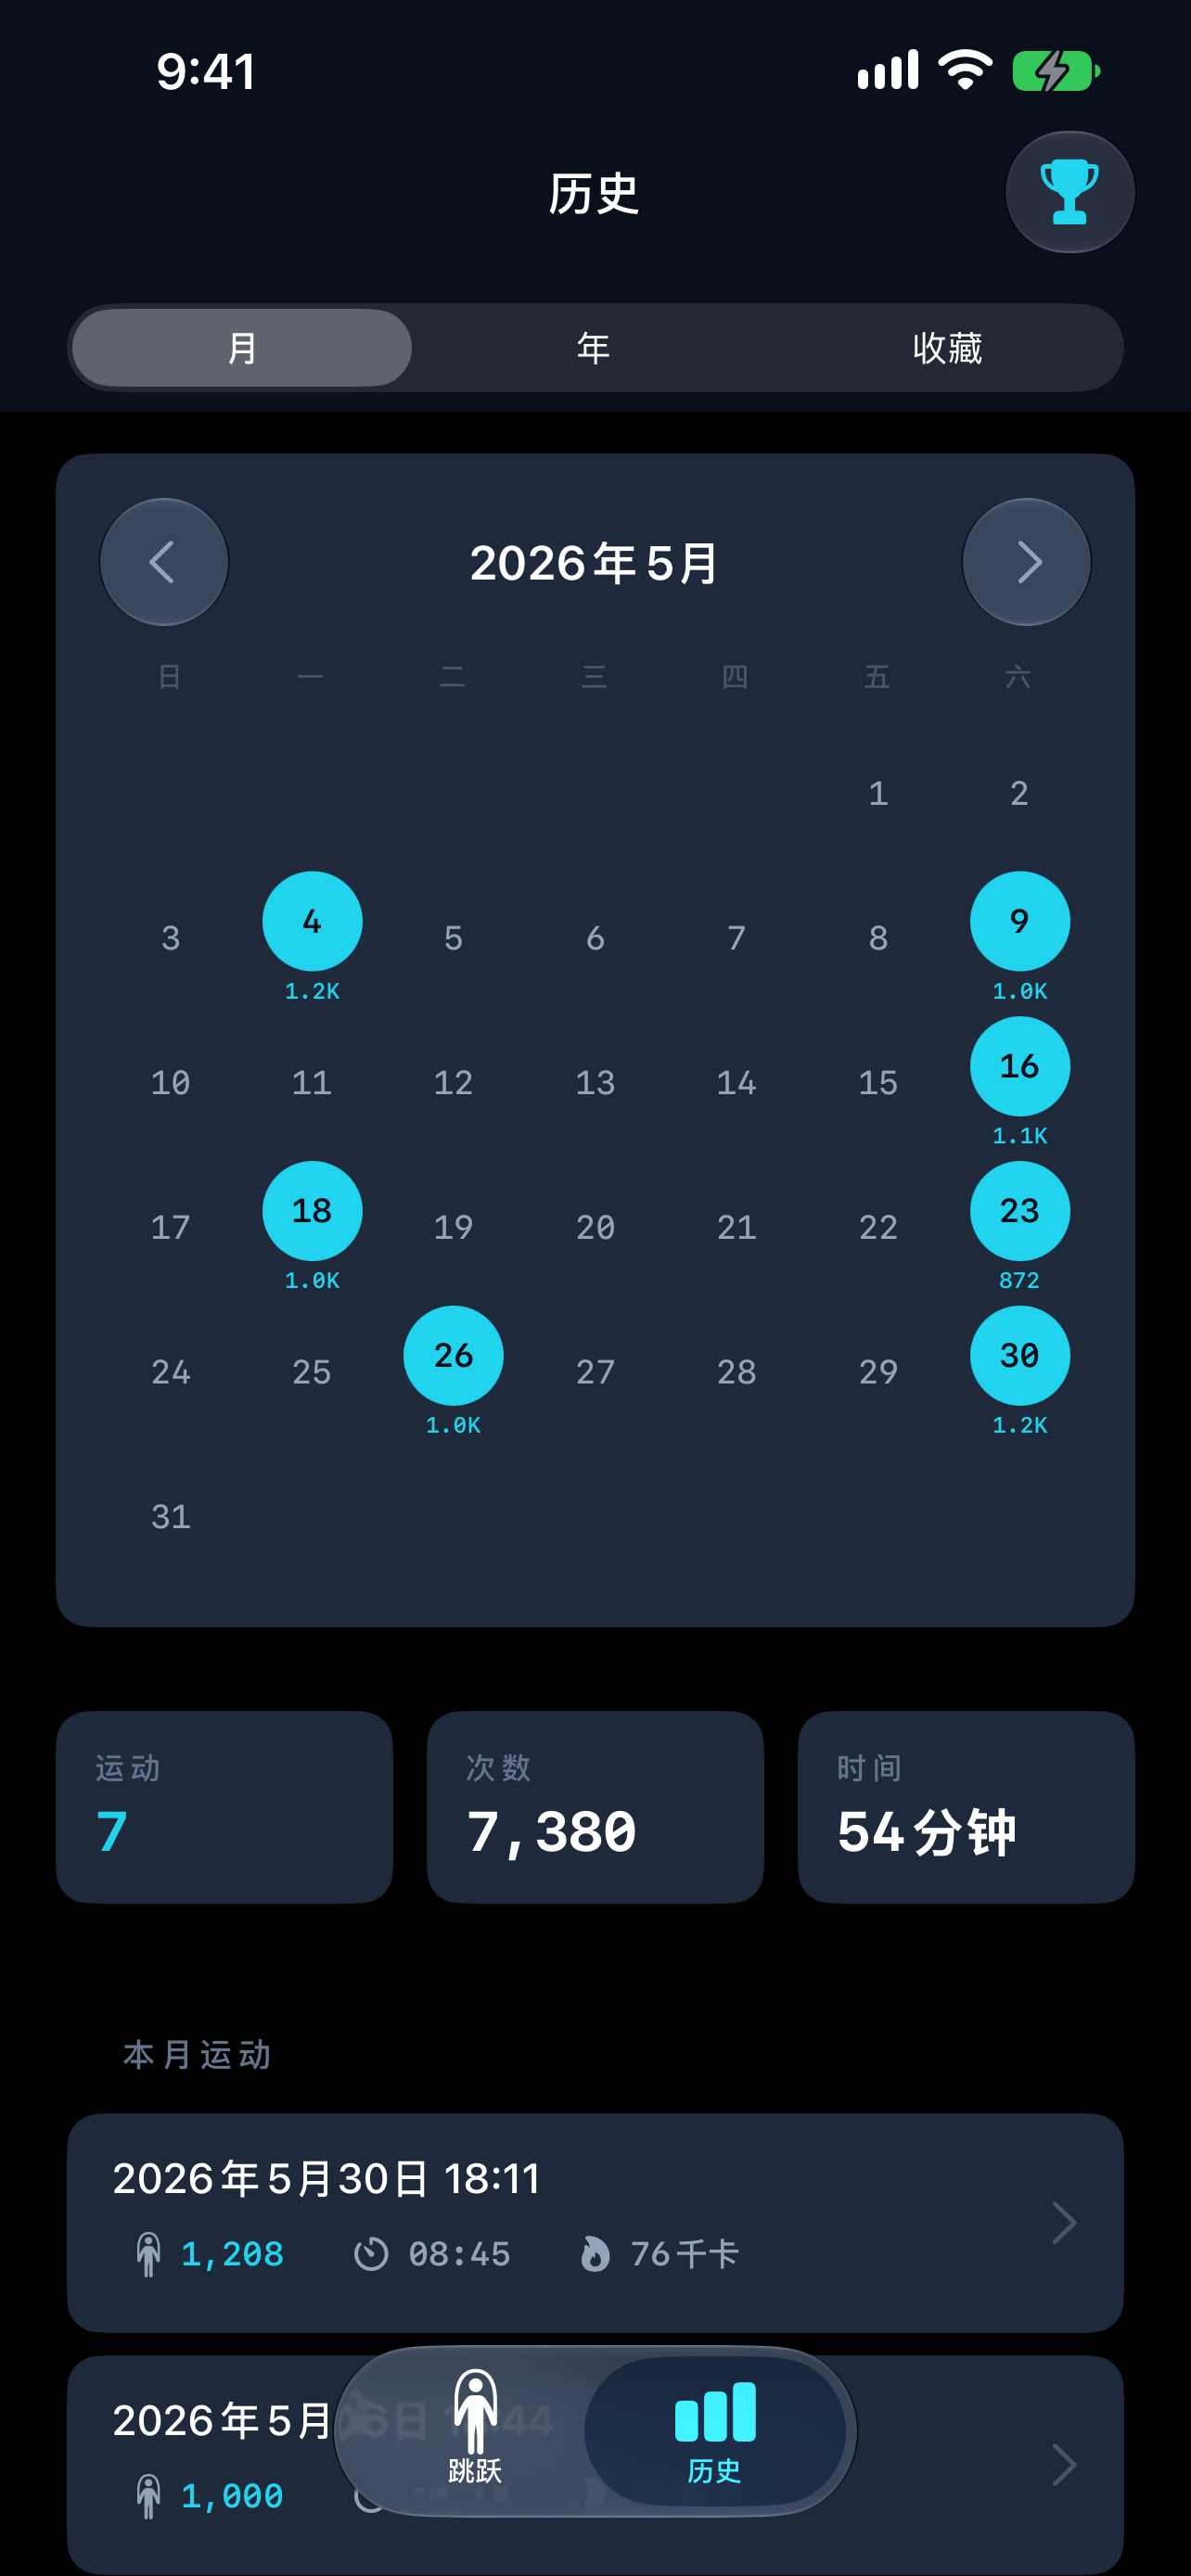 9:41
历史
月 年 收藏
2026年5月
日 一 二 三 四 五 六
1 2
3 4 5 6 7 8 9
1.2K 1.0K
10 11 12 13 14 15 16
1.1K
17 18 19 20 21 22 23
1.0K 872
24 25 26 27 28 29 30
1.0K 1.2K
31
运动 次数 时间
7 7,380 54分钟
本月运动
2026年5月30日 18:11
1,208 08:45 76千卡
2026年5月
1,000
跳跃 历史